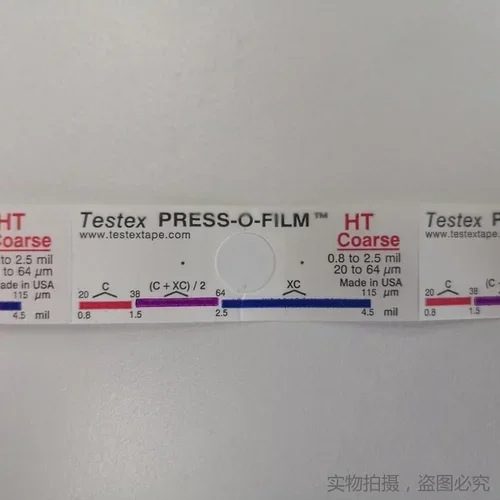 HT
Coarse
to 2.5 mil
to 64 µm
Made in USA
115 µm
4.5 mil
Testex PRESS-O-FILM™ HT
www.testextape.com Coarse
0.8 to 2.5 mil
20 to 64 µm
Made in USA
20 C 38 (C + XC) / 2 64 XC 115 µm
0.8 1.5 2.5 4.5 mil
Testex P
www.testextape.com
20 C 38 (C
0.8 1.5
实物拍摄，盗图必究